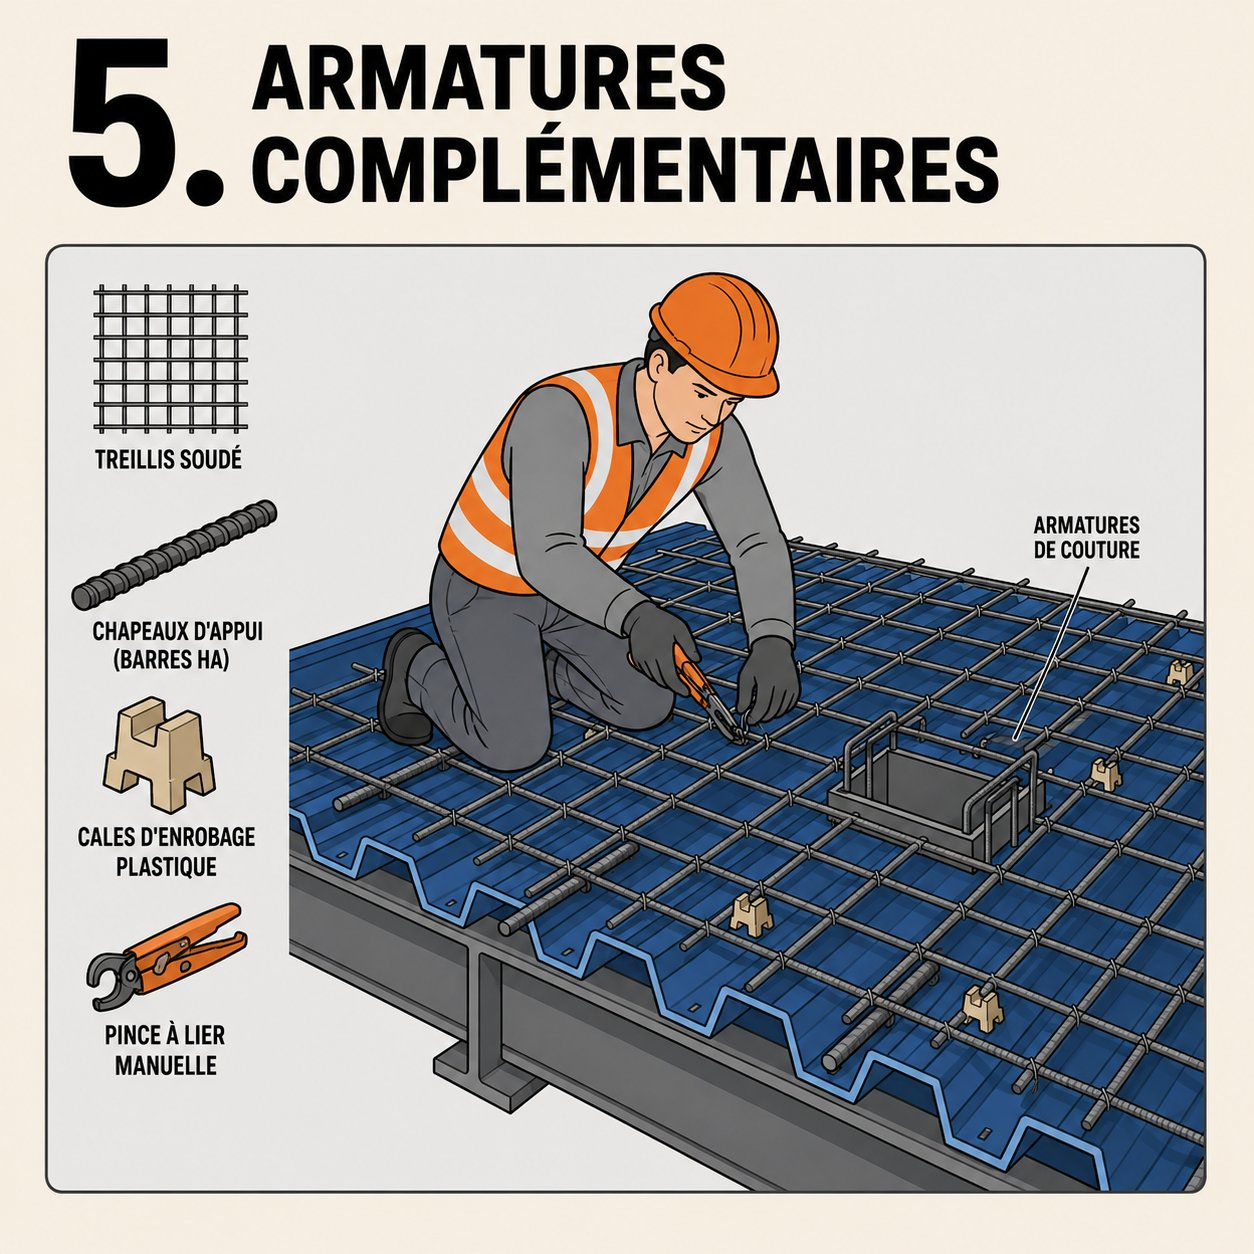 5. ARMATURES
COMPLÉMENTAIRES
TREILLIS SOUDÉ
CHAPEAUX D'APPUI
(BARRES HA)
CALES D'ENROBAGE
PLASTIQUE
PINCE À LIER
MANUELLE
ARMATURES
DE COUTURE